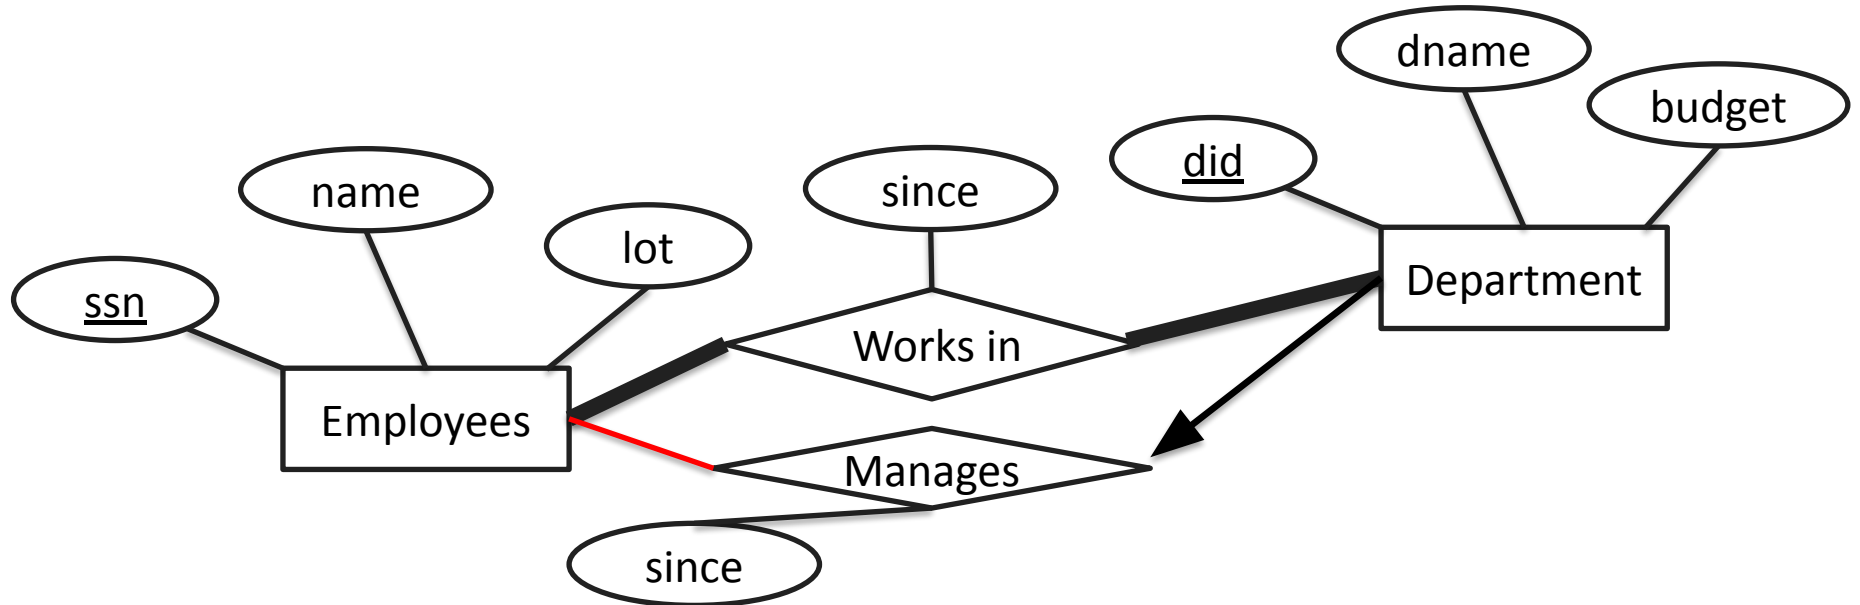 dname
budget
did
name
since
lot
Department
ssn
Works in
Employees
Manages
since